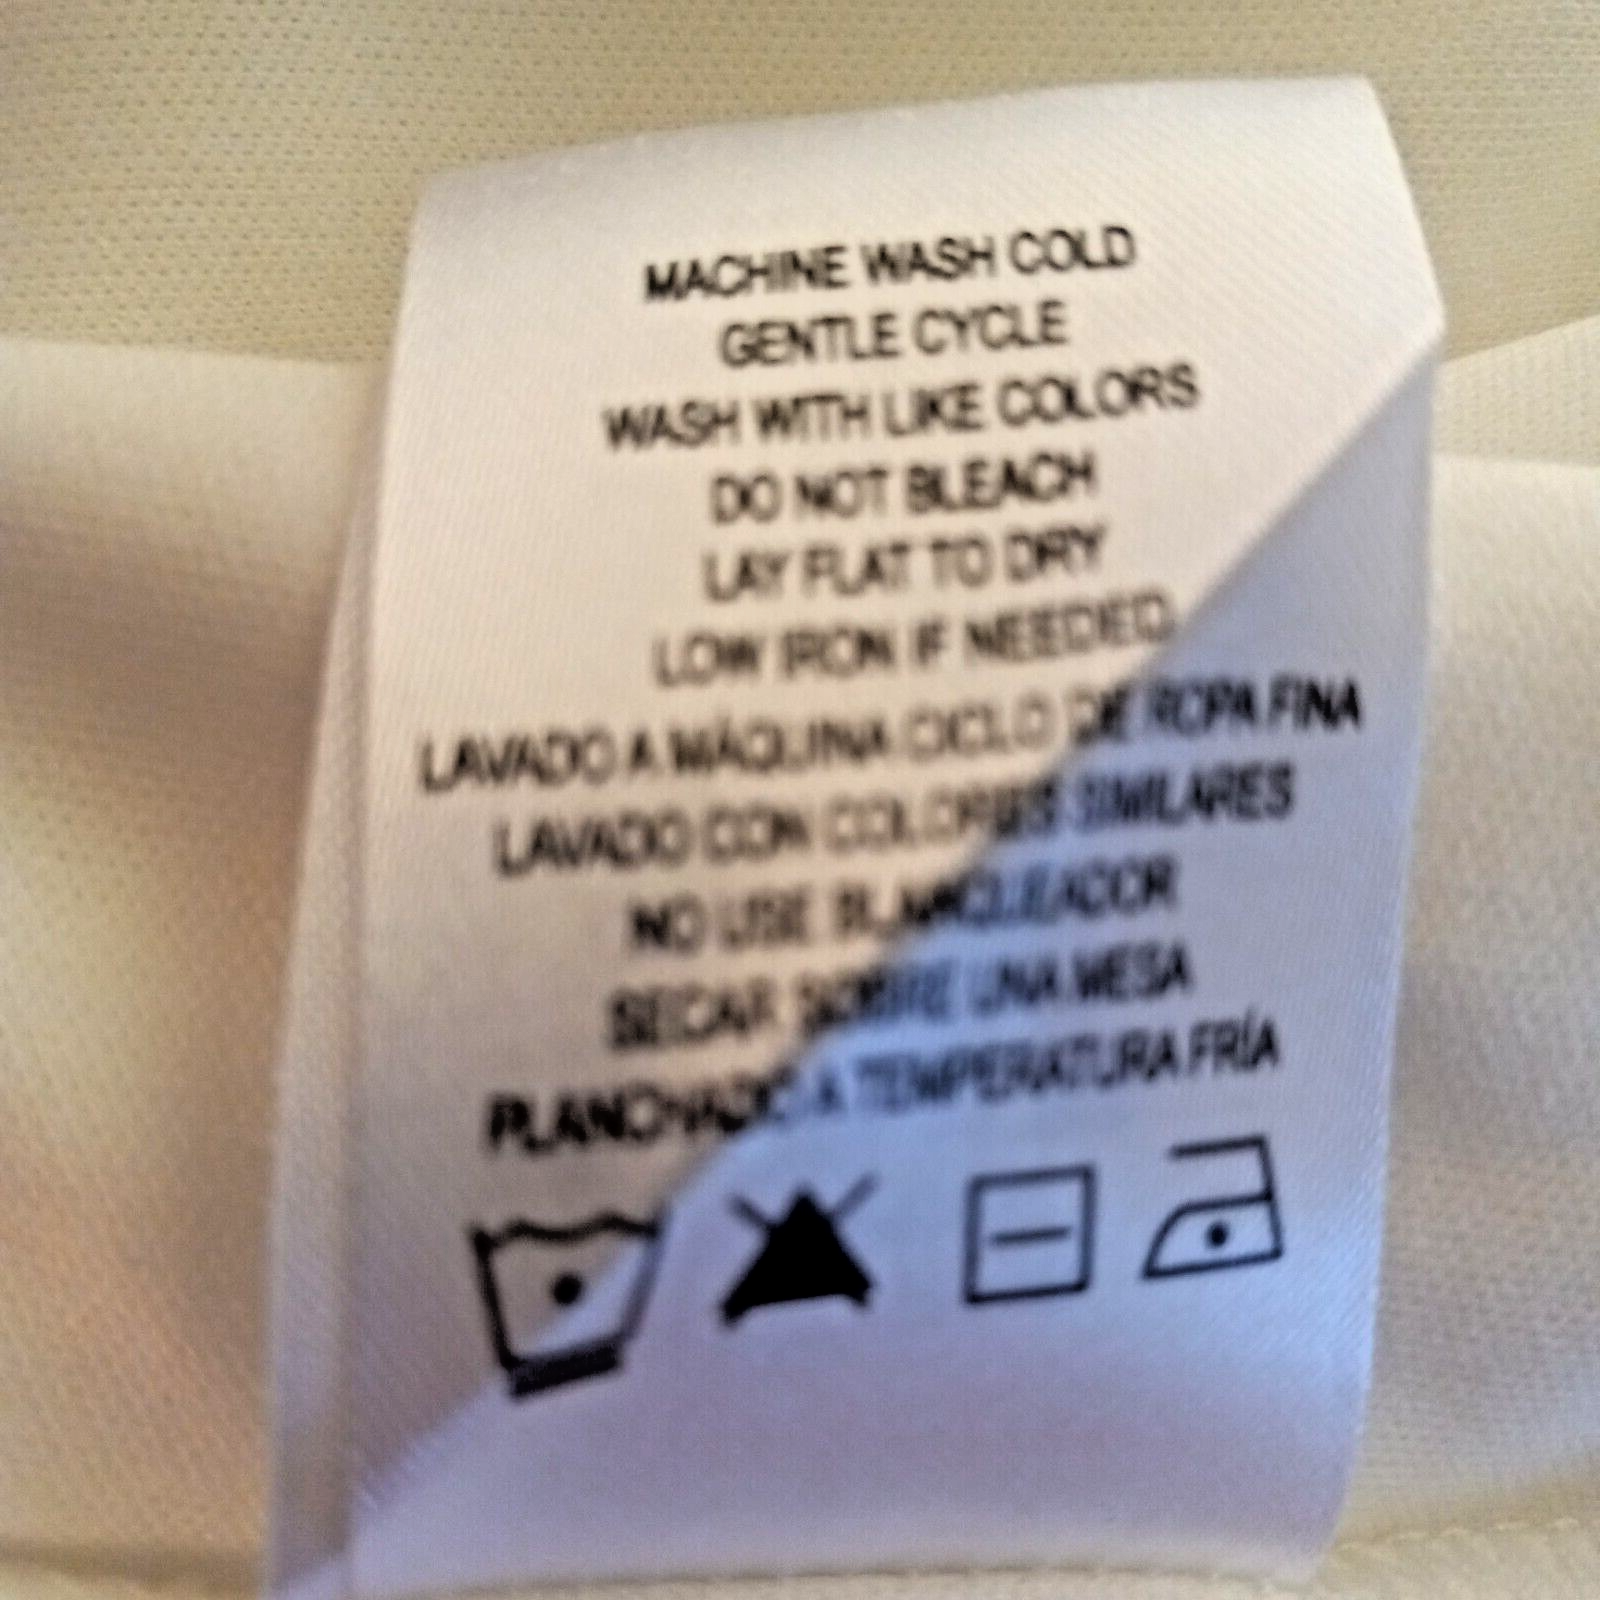 MACHINE WASH COLD
GENTLE CYCLE
WASH WITH LIKE COLORS
DO NOT BLEACH
LAY FLAT TO DRY
LOW IRON IF NEEDED
LAVADO A MÁQUINA CICLO DE ROPA FINA
LAVADO CON COLORES SIMILARES
NO USE BLANQUEADOR
SECAR SOBRE UNA MESA
PLANCHADO A TEMPERATURA FRÍA